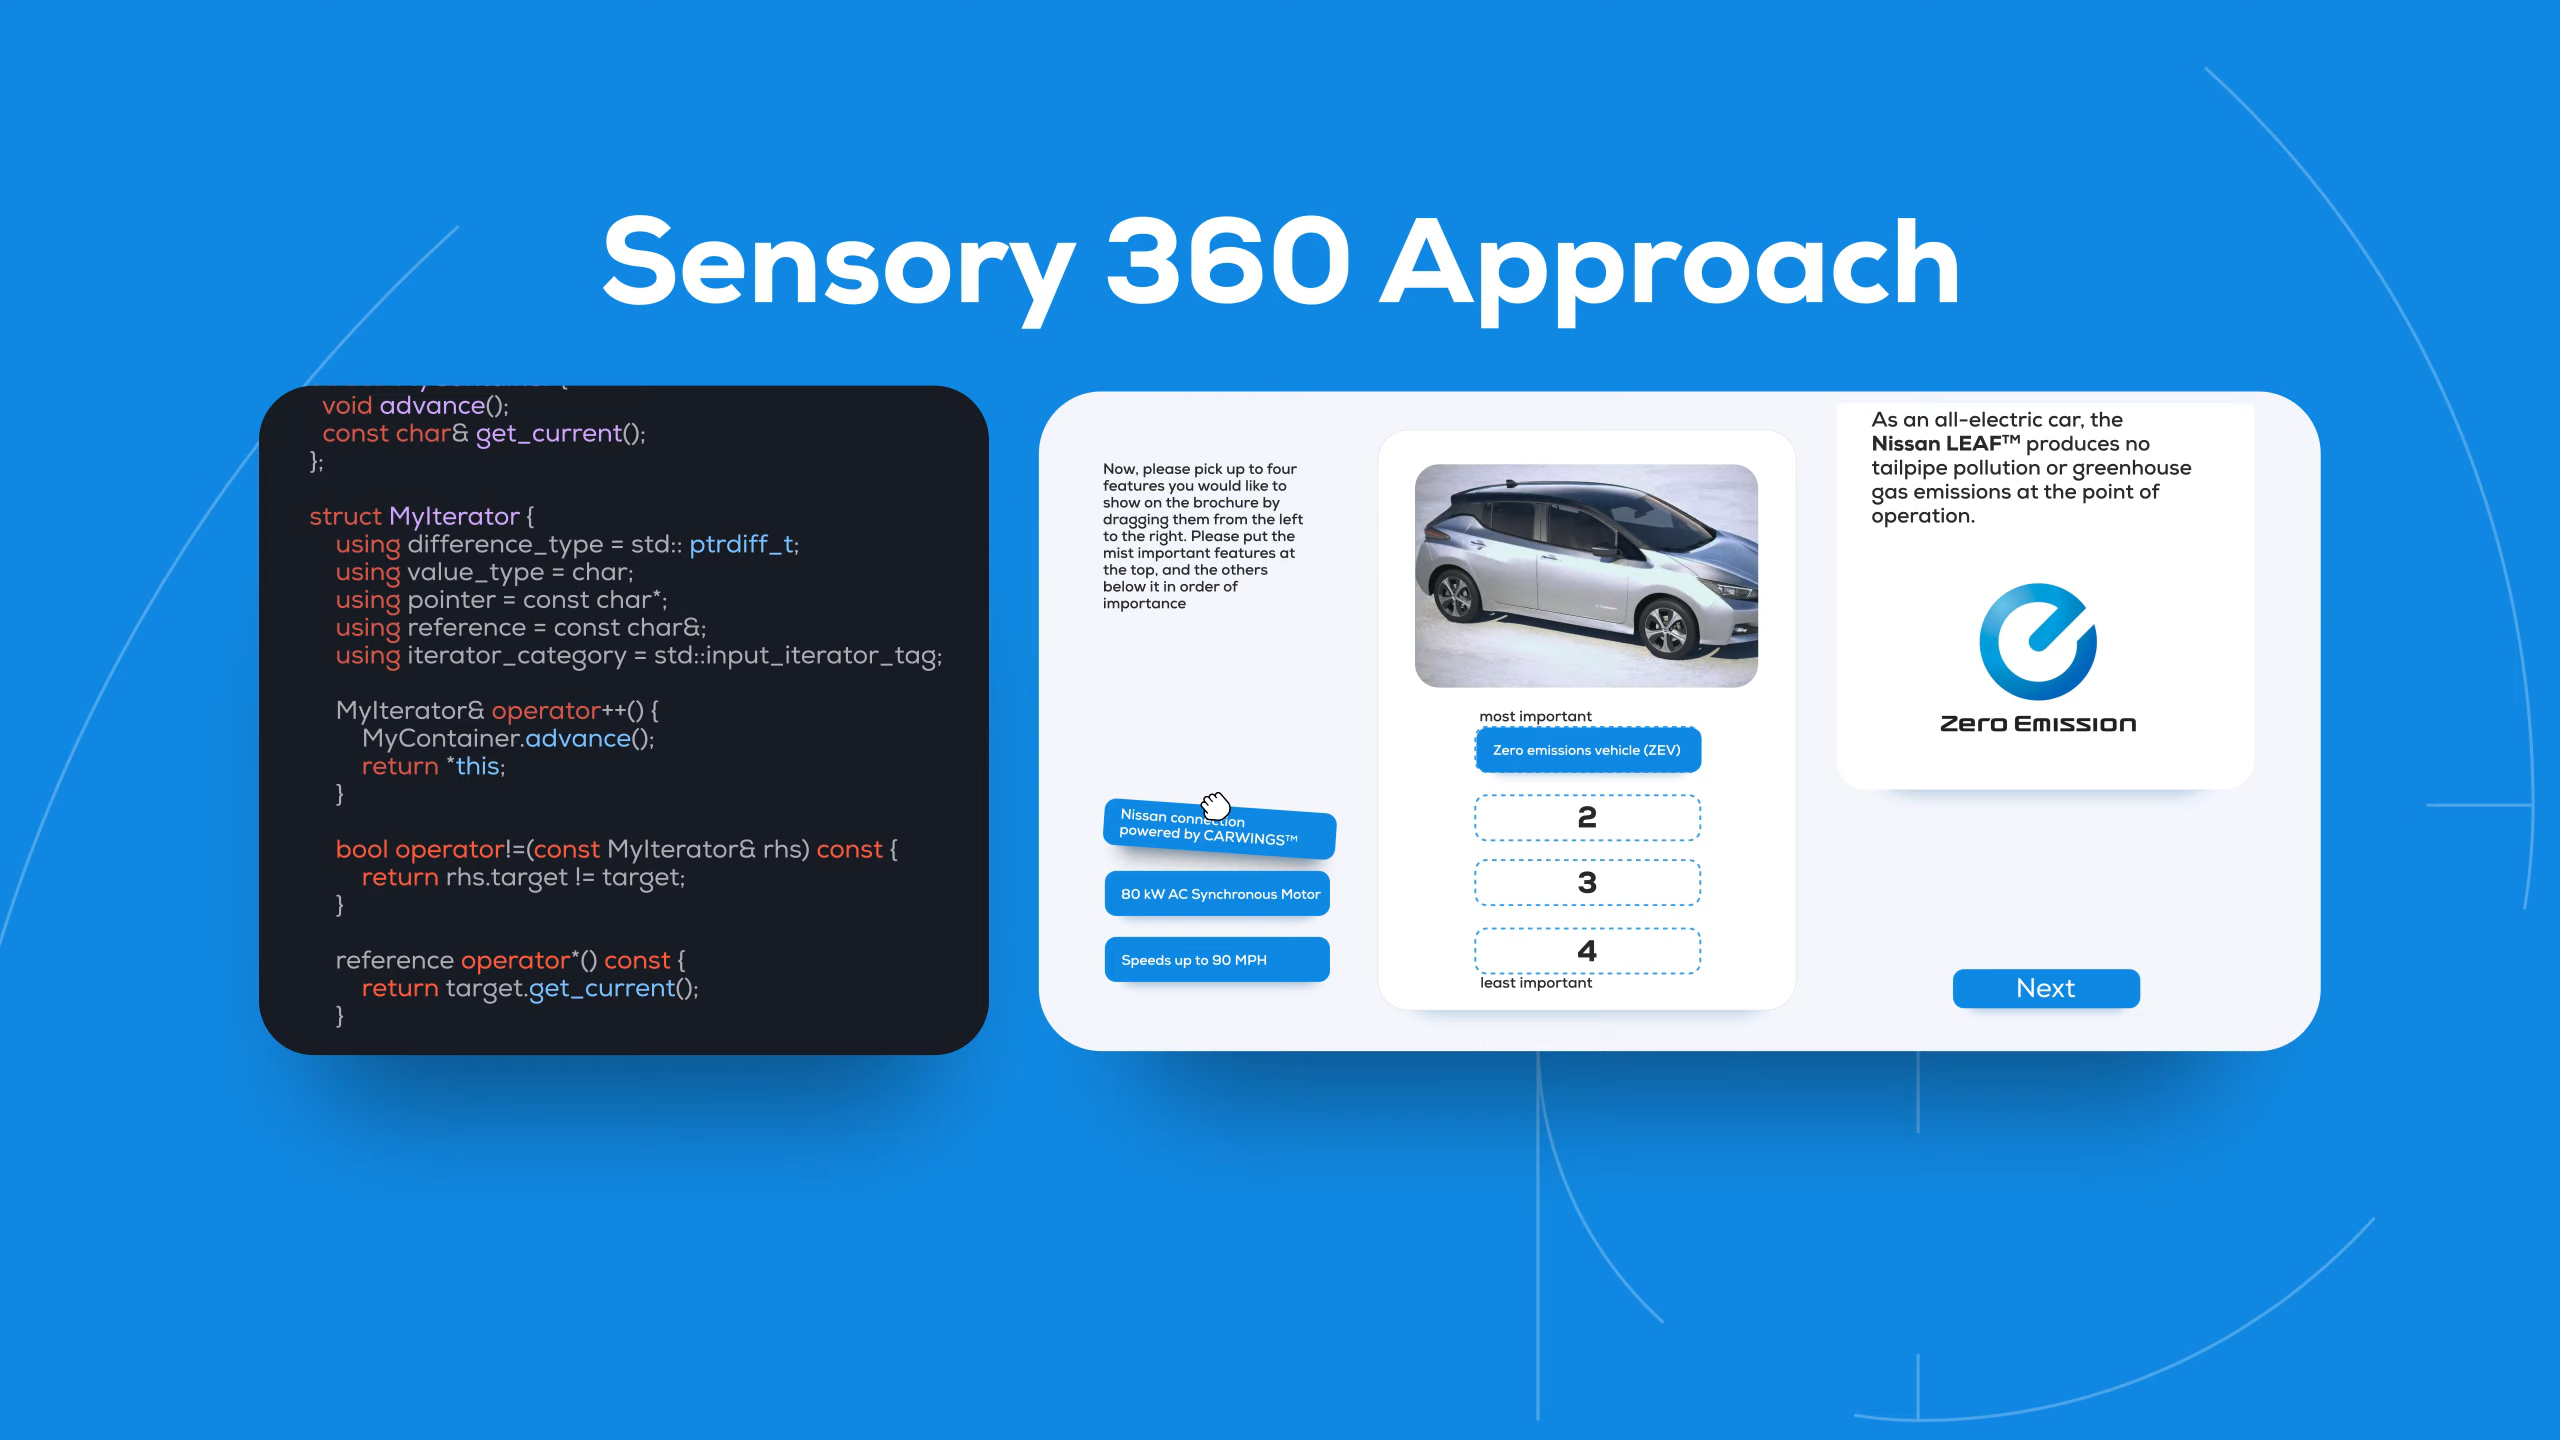 Sensory 360 Approach
void advance();
const char& get_current();
};
struct MyIterator {
using difference_type = std:: ptrdiff_t;
using value_type = char;
using pointer = const char*;
using reference = const char&;
using iterator_category = std::input_iterator_tag;
MyIterator& operator++() {
MyContainer.advance();
return *this;
}
bool operator!=(const MyIterator& rhs) const {
return rhs.target != target;
}
reference operator*() const {
return target.get_current();
}
Now, please pick up to four
features you would like to
show on the brochure by
dragging them from the left
to the right. Please put the
mist important features at
the top, and the others
below it in order of
importance
Nissan connection
powered by CARWINGS™
80 kW AC Synchronous Motor
Speeds up to 90 MPH
most important
Zero emissions vehicle (ZEV)
2
3
4
least important
As an all-electric car, the
Nissan LEAF™ produces no
tailpipe pollution or greenhouse
gas emissions at the point of
operation.
Zero Emission
Next